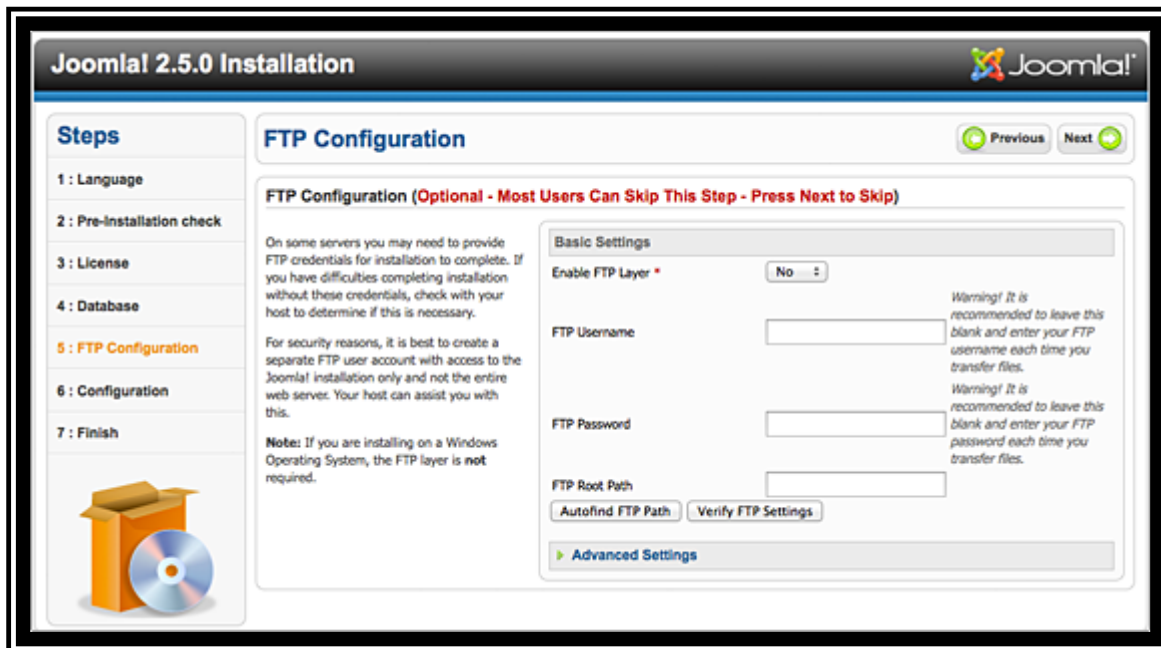 Joomla! 2.5.0 Installation
Joomla!
Steps
1 : Language
2 : Pre-Installation check
3 : License
4 : Database
5 : FTP Configuration
6 : Configuration
7 : Finish
FTP Configuration
Previous
Next
FTP Configuration (Optional - Most Users Can Skip This Step - Press Next to Skip)
On some servers you may need to provide
FTP credentials for installation to complete. If
you have difficulties completing installation
without these credentials, check with your
host to determine if this is necessary.
For security reasons, it is best to create a
separate FTP user account with access to the
Joomla! installation only and not the entire
web server. Your host can assist you with
this.
Note: If you are installing on a Windows
Operating System, the FTP layer is not
required.
Basic Settings
Enable FTP Layer *
No
FTP Username
Warning! It is
recommended to leave this
blank and enter your FTP
username each time you
transfer files.
FTP Password
Warning! It is
recommended to leave this
blank and enter your FTP
password each time you
transfer files.
FTP Root Path
Autofind FTP Path
Verify FTP Settings
Advanced Settings